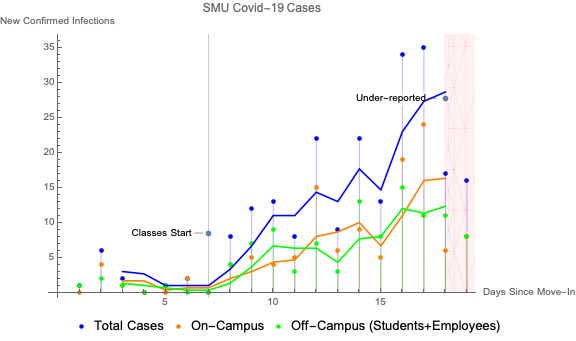 SMU Covid-19 Cases
New Confirmed Infections
35
30
25
20
15
10
5
Under-reported
Classes Start
5
10
15
Days Since Move-In
Total Cases On-Campus Off-Campus (Students+Employees)